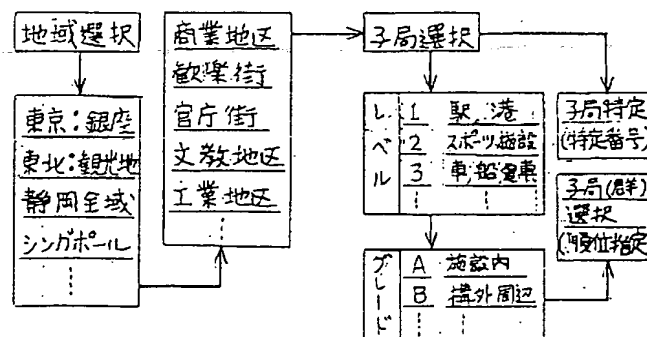 地域選択
東京:銀座
東北:観光地
静岡全域
シンガポール
商業地区
歓楽街
官庁街
文教地区
工業地区
子局選択
レベル
1 駅,港
2 スポーツ施設
3 車,船,電車
グレード
A 施設内
B 構外周辺
子局特定
(特定番号)
子局(群)
選択
(順位指定)